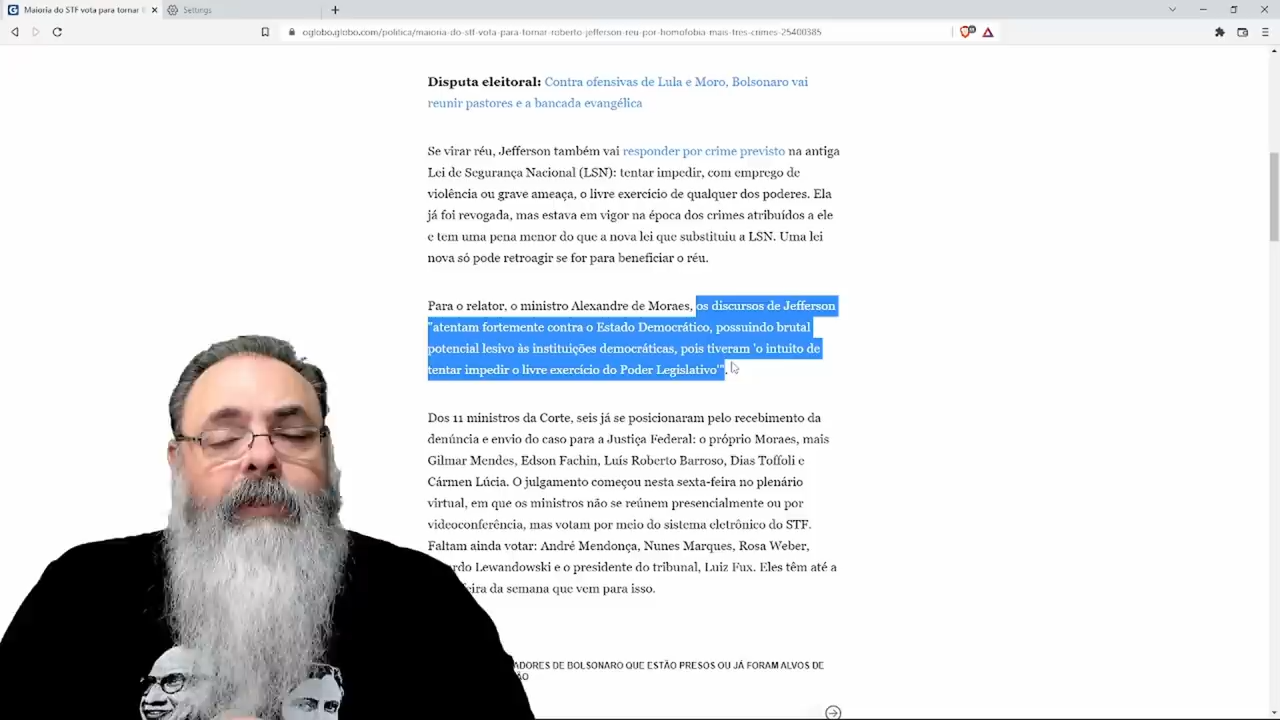 Maioria do STF vota para tornar
Settings
oglobo.globo.com/politica/maioria-do-stf-vota-para-tornar-roberto-jefferson-reu-por-homofobia-mais-tres-crimes-25400385
Disputa eleitoral: Contra ofensivas de Lula e Moro, Bolsonaro vai
reunir pastores e a bancada evangélica
Se virar réu, Jefferson também vai responder por crime previsto na antiga
Lei de Segurança Nacional (LSN): tentar impedir, com emprego de
violência ou grave ameaça, o livre exercício de qualquer dos poderes. Ela
já foi revogada, mas estava em vigor na época dos crimes atribuídos a ele
e tem uma pena menor do que a nova lei que substituiu a LSN. Uma lei
nova só pode retroagir se for para beneficiar o réu.
Para o relator, o ministro Alexandre de Moraes, os discursos de Jefferson
"atentam fortemente contra o Estado Democrático, possuindo brutal
potencial lesivo às instituições democráticas, pois tiveram 'o intuito de
tentar impedir o livre exercício do Poder Legislativo'".
Dos 11 ministros da Corte, seis já se posicionaram pelo recebimento da
denúncia e envio do caso para a Justiça Federal: o próprio Moraes, mais
Gilmar Mendes, Edson Fachin, Luís Roberto Barroso, Dias Toffoli e
Cármen Lúcia. O julgamento começou nesta sexta-feira no plenário
virtual, em que os ministros não se reúnem presencialmente ou por
videoconferência, mas votam por meio do sistema eletrônico do STF.
Faltam ainda votar: André Mendonça, Nunes Marques, Rosa Weber,
Lewandowski e o presidente do tribunal, Luiz Fux. Eles têm até a
da semana que vem para isso.
DE BOLSONARO QUE ESTÃO PRESOS OU JÁ FORAM ALVOS DE